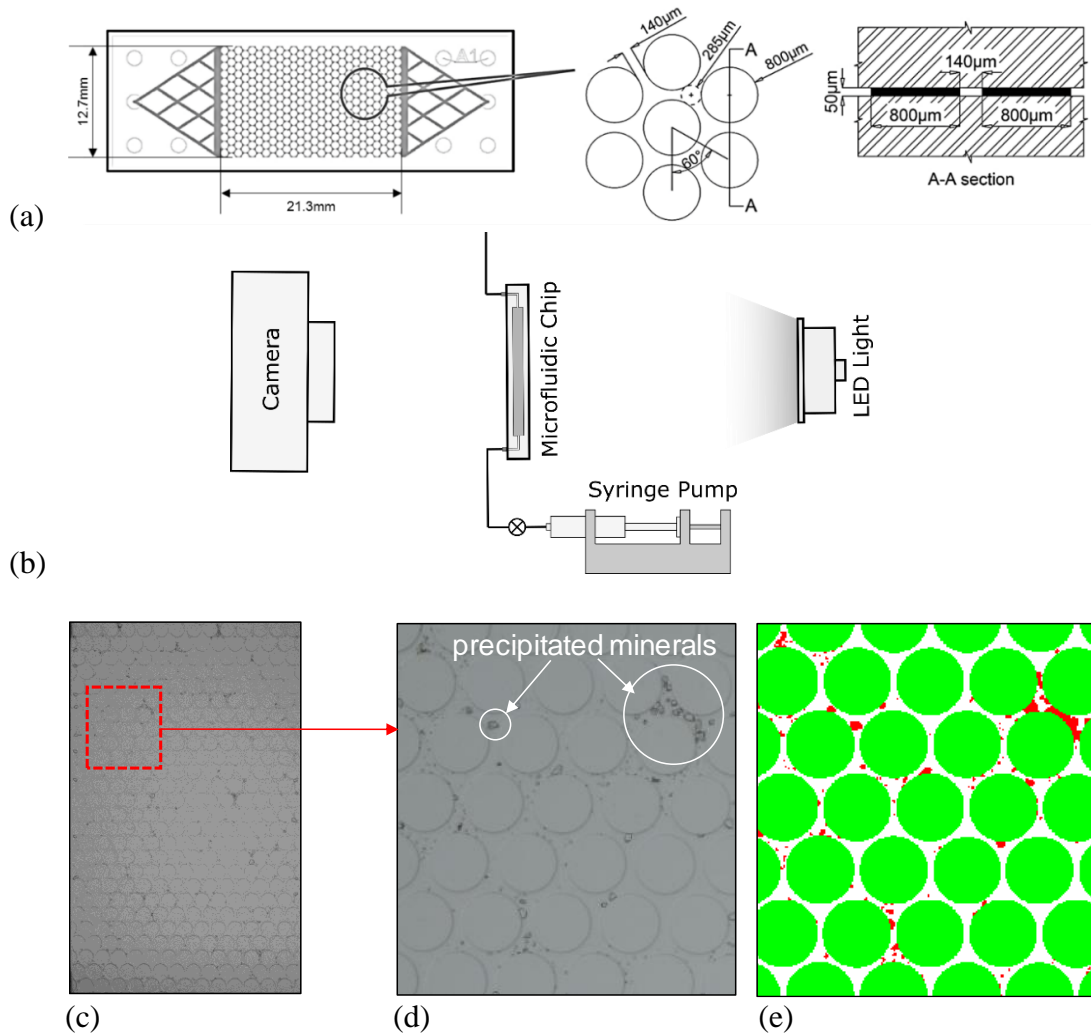 A1
12.7mm
21.3mm
140μm
285μm
A
800μm
60°
A
50μm
140μm
800μm
800μm
A-A section
(a)
Camera
Microfluidic Chip
LED Light
Syringe Pump
(b)
precipitated minerals
(c)
(d)
(e)